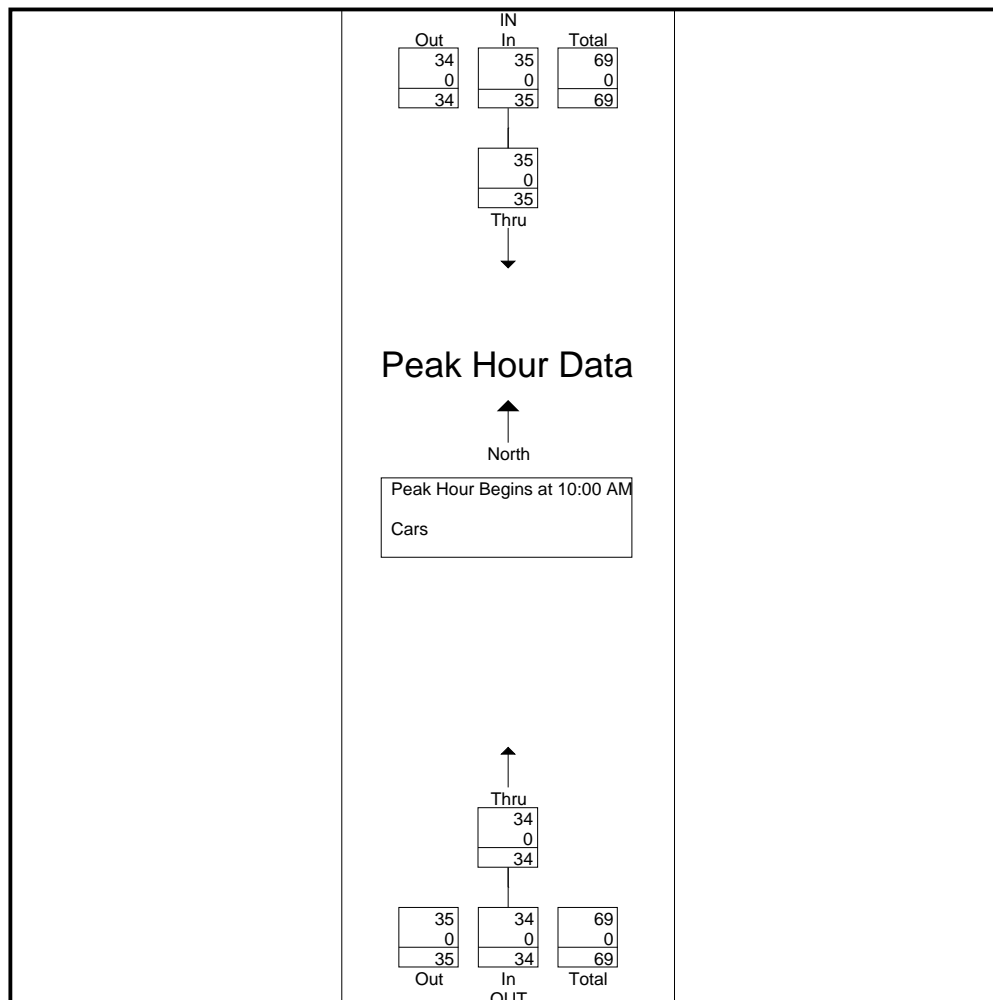 IN
Out In Total
34 35 69
0 0 0
34 35 69
35
0
35
Thru
Peak Hour Data
North
Peak Hour Begins at 10:00 AM
Cars
Thru
34
0
34
35 34 69
0 0 0
35 34 69
Out In Total
OUT